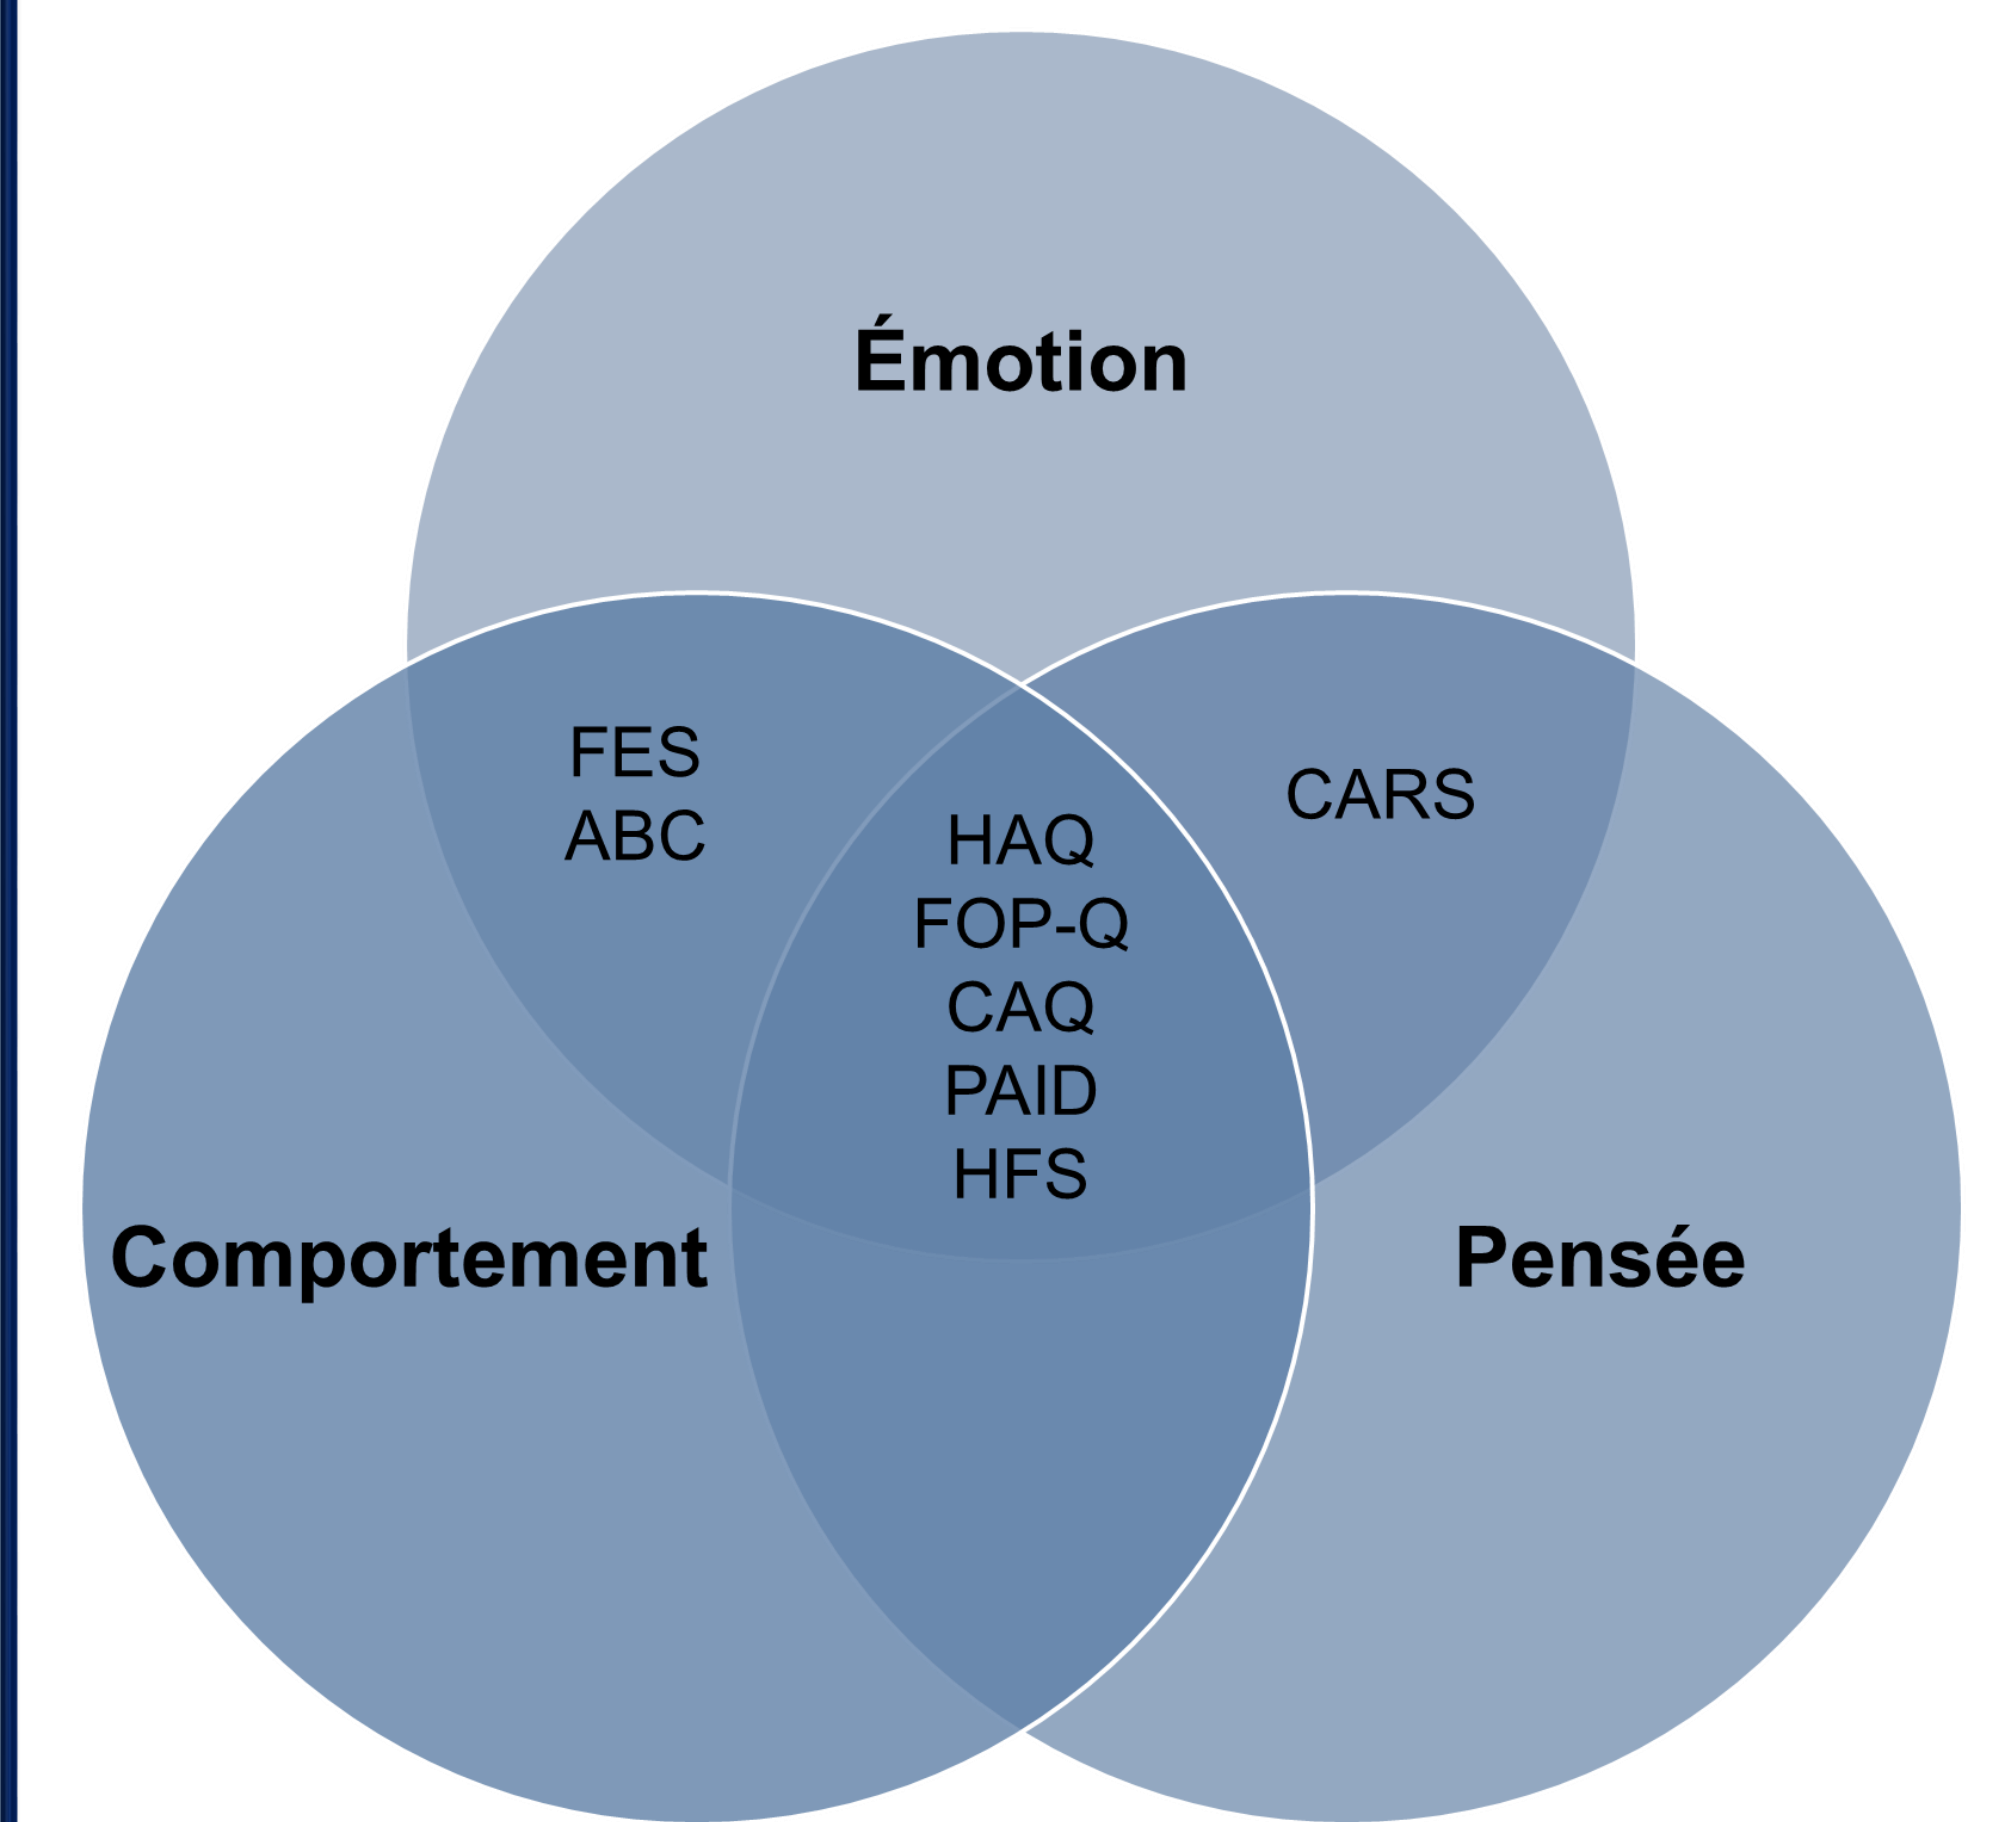 Émotion
FES
ABC
CARS
HAQ
FOP-Q
CAQ
PAID
HFS
Comportement
Pensée